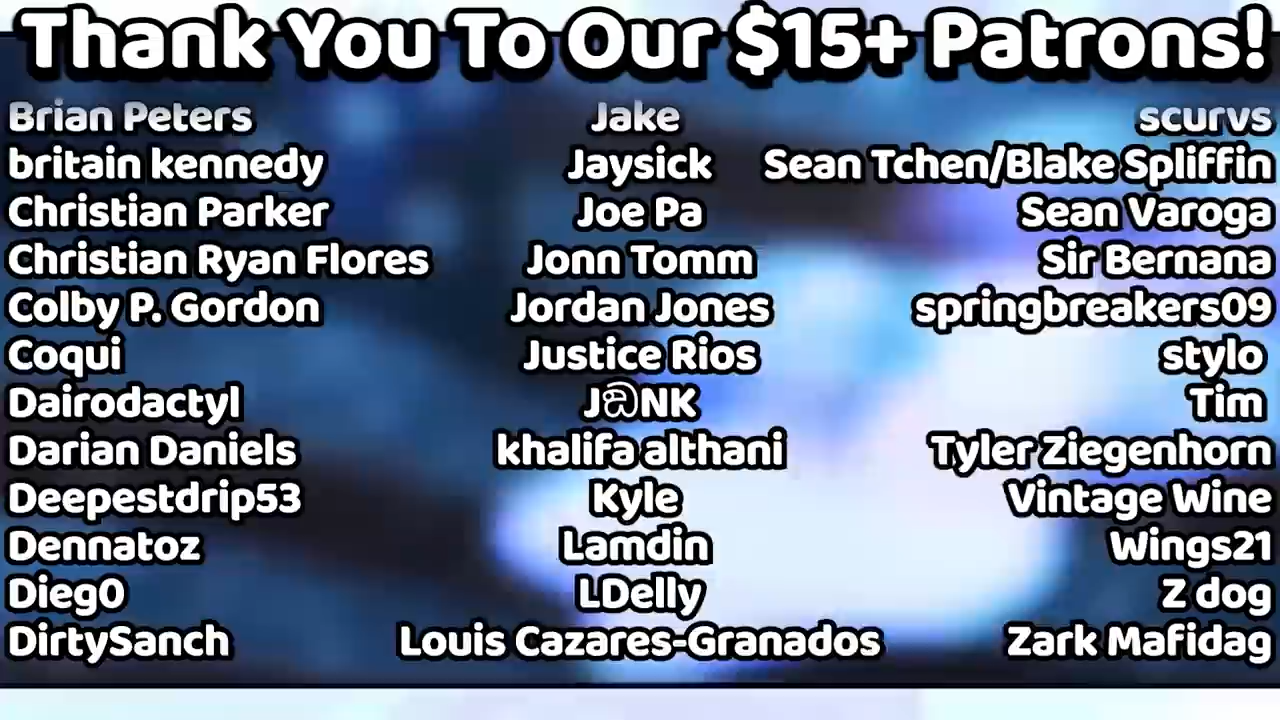 Thank You To Our $15+ Patrons!
Brian Peters
britain kennedy
Christian Parker
Christian Ryan Flores
Colby P. Gordon
Coqui
Dairodactyl
Darian Daniels
Deepestdrip53
Dennatoz
Dieg0
DirtySanch
Jake
Jaysick
Joe Pa
Jonn Tomm
Jordan Jones
Justice Rios
JඞNK
khalifa althani
Kyle
Lamdin
LDelly
Louis Cazares-Granados
scurvs
Sean Tchen/Blake Spliffin
Sean Varoga
Sir Bernana
springbreakers09
stylo
Tim
Tyler Ziegenhorn
Vintage Wine
Wings21
Z dog
Zark Mafidag